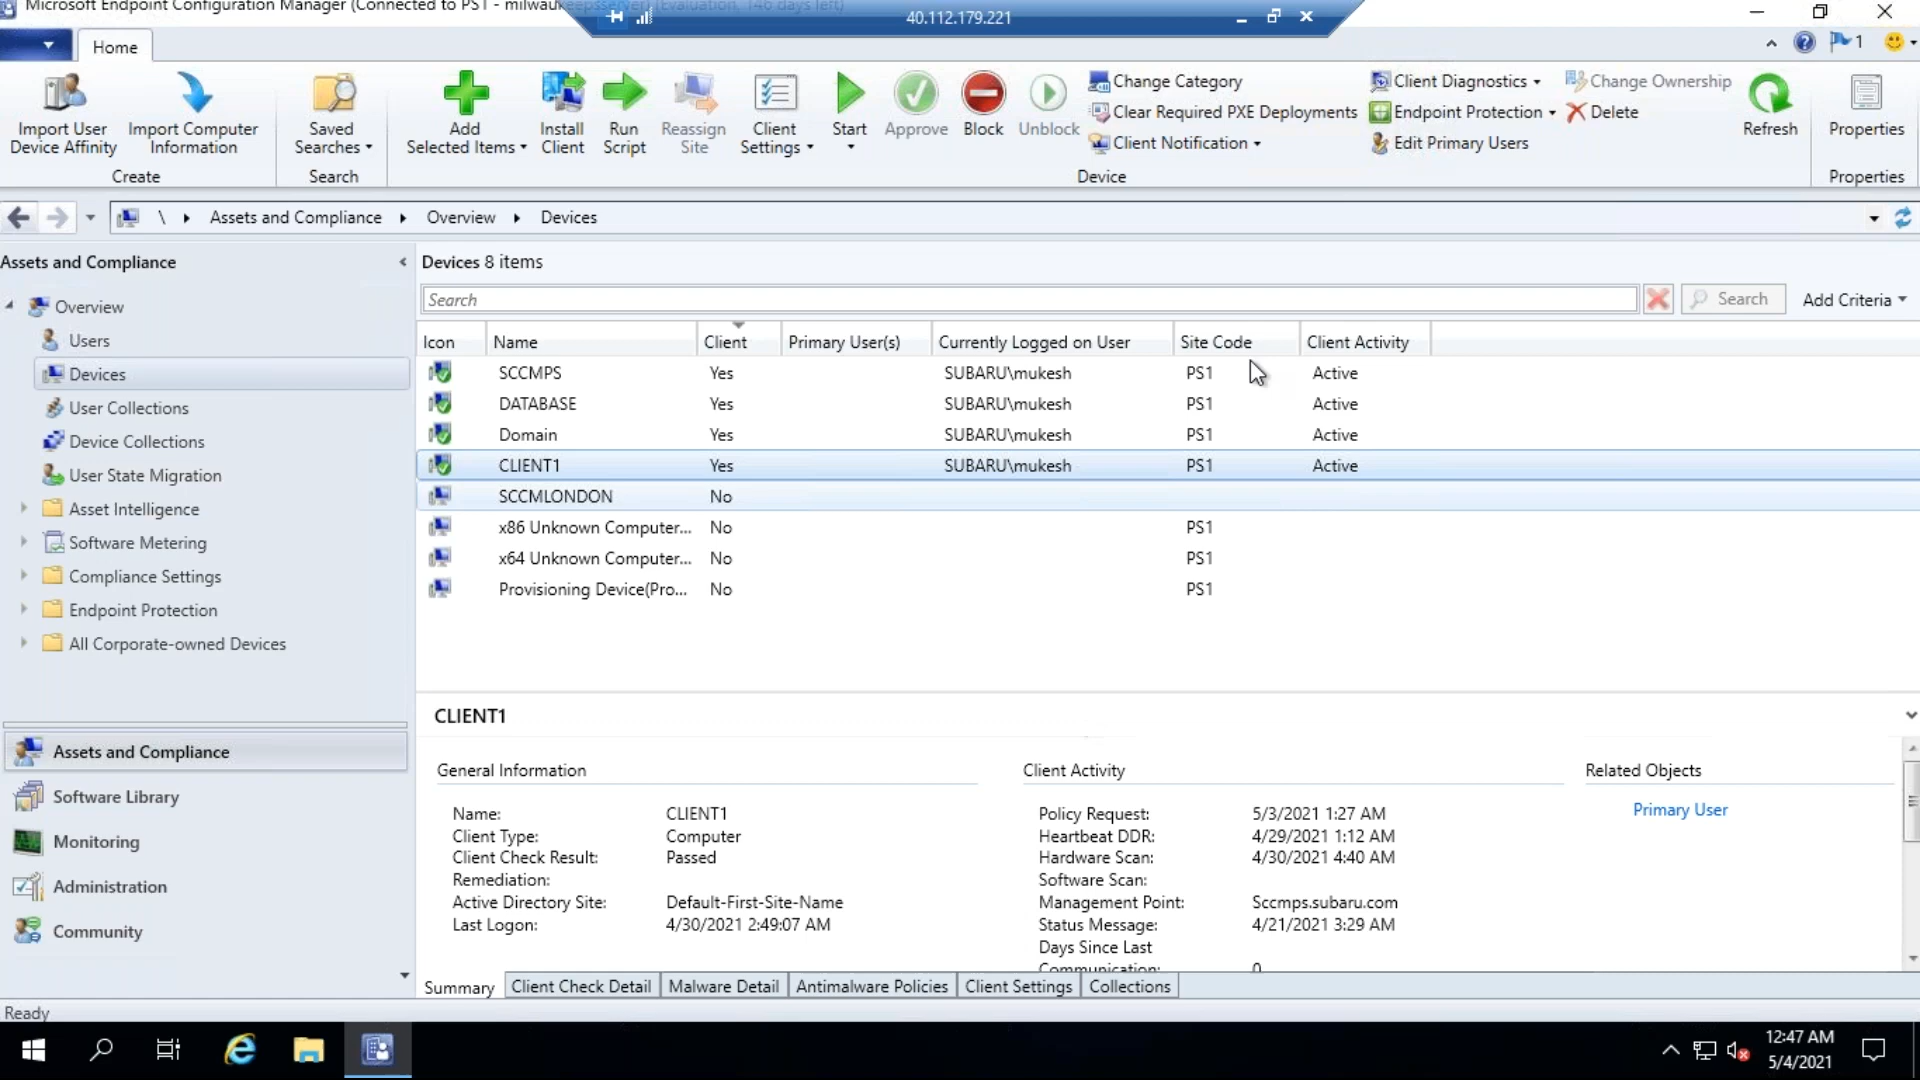 Microsoft Endpoint Configuration Manager (Connected to PS1 - milwaukeepsserver) (Evaluation, 146 days left)
40.112.179.221
Home
1
Import User
Device Affinity
Import Computer
Information
Saved
Searches
Add
Selected Items
Install
Client
Run
Script
Reassign
Site
Client
Settings
Start
Approve
Block
Unblock
Change Category
Clear Required PXE Deployments
Client Notification
Client Diagnostics
Endpoint Protection
Edit Primary Users
Change Ownership
Delete
Refresh
Properties
Create
Search
Device
Properties
\ Assets and Compliance Overview Devices
Assets and Compliance
Overview
Users
Devices
User Collections
Device Collections
User State Migration
Asset Intelligence
Software Metering
Compliance Settings
Endpoint Protection
All Corporate-owned Devices
Assets and Compliance
Software Library
Monitoring
Administration
Community
Devices 8 items
Search
Search
Add Criteria
Icon Name Client Primary User(s) Currently Logged on User Site Code Client Activity
SCCMPS Yes SUBARU\mukesh PS1 Active
DATABASE Yes SUBARU\mukesh PS1 Active
Domain Yes SUBARU\mukesh PS1 Active
CLIENT1 Yes SUBARU\mukesh PS1 Active
SCCMLONDON No
x86 Unknown Computer... No PS1
x64 Unknown Computer... No PS1
Provisioning Device(Pro... No PS1
CLIENT1
General Information
Name: CLIENT1
Client Type: Computer
Client Check Result: Passed
Remediation:
Active Directory Site: Default-First-Site-Name
Last Logon: 4/30/2021 2:49:07 AM
Client Activity
Policy Request: 5/3/2021 1:27 AM
Heartbeat DDR: 4/29/2021 1:12 AM
Hardware Scan: 4/30/2021 4:40 AM
Software Scan:
Management Point: Sccmps.subaru.com
Status Message: 4/21/2021 3:29 AM
Days Since Last
Communication: 0
Related Objects
Primary User
Summary Client Check Detail Malware Detail Antimalware Policies Client Settings Collections
Ready
12:47 AM
5/4/2021